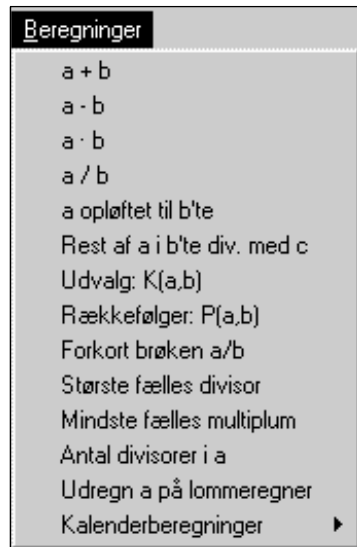 Beregninger
a + b
a - b
a · b
a / b
a opløftet til b'te
Rest af a i b'te div. med c
Udvalg: K(a,b)
Rækkefølger: P(a,b)
Forkort brøken a/b
Største fælles divisor
Mindste fælles multiplum
Antal divisorer i a
Udregn a på lommeregner
Kalenderberegninger